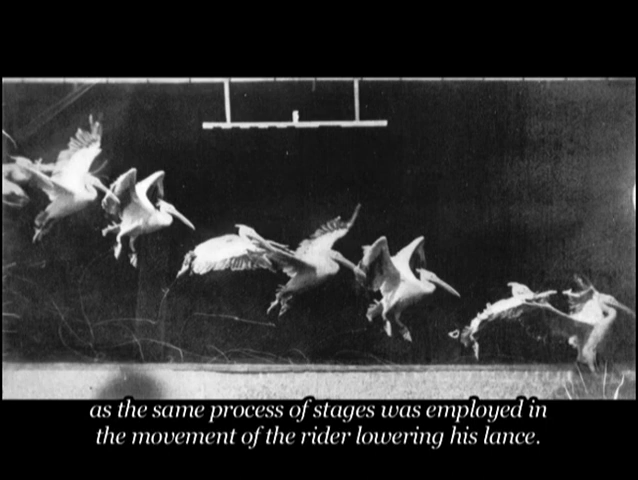 as the same process of stages was employed in
the movement of the rider lowering his lance.